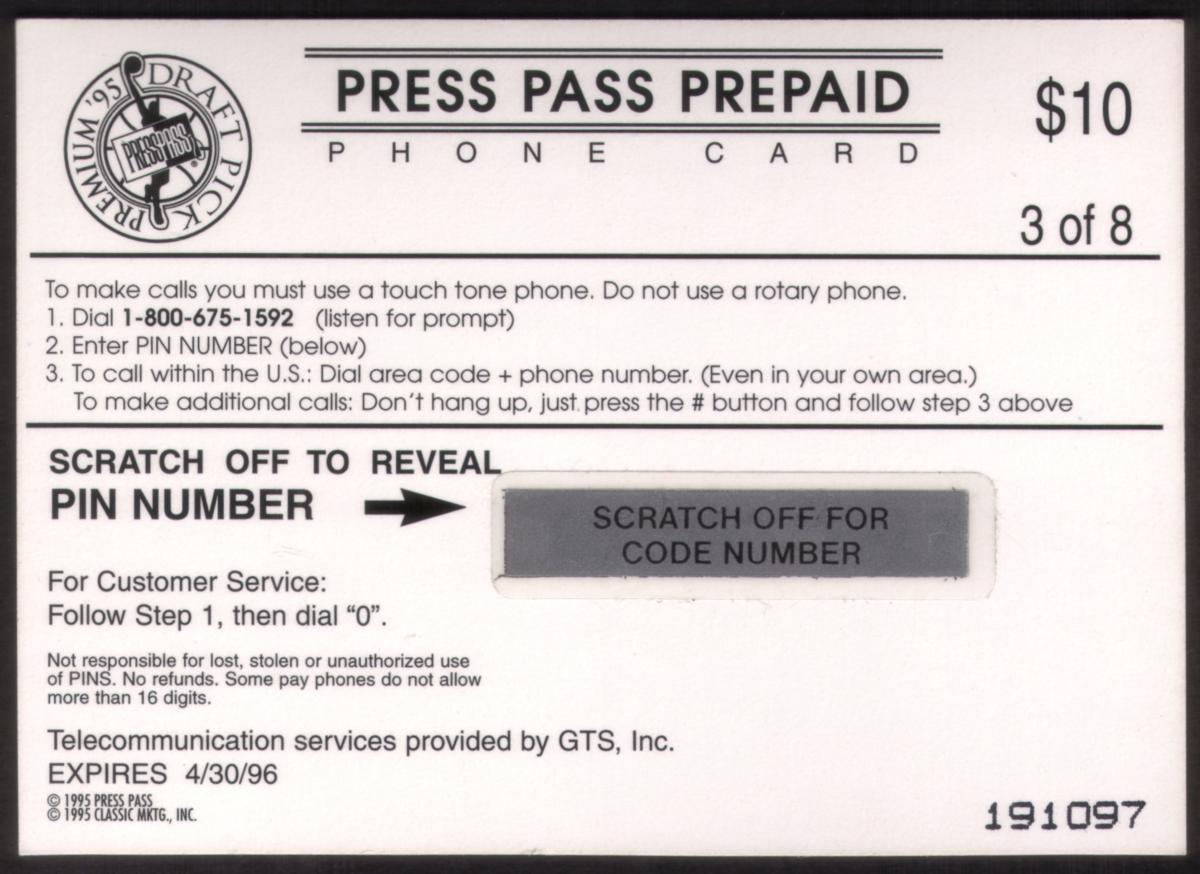 PREMIUM '95 DRAFT PICK
PRESS PASS
PRESS PASS PREPAID
PHONE CARD
$10
3 of 8
To make calls you must use a touch tone phone. Do not use a rotary phone.
1. Dial 1-800-675-1592 (listen for prompt)
2. Enter PIN NUMBER (below)
3. To call within the U.S.: Dial area code + phone number. (Even in your own area.)
To make additional calls: Don't hang up, just press the # button and follow step 3 above
SCRATCH OFF TO REVEAL
PIN NUMBER
SCRATCH OFF FOR
CODE NUMBER
For Customer Service:
Follow Step 1, then dial "0".
Not responsible for lost, stolen or unauthorized use
of PINS. No refunds. Some pay phones do not allow
more than 16 digits.
Telecommunication services provided by GTS, Inc.
EXPIRES 4/30/96
© 1995 PRESS PASS
© 1995 CLASSIC MKTG., INC.
191097